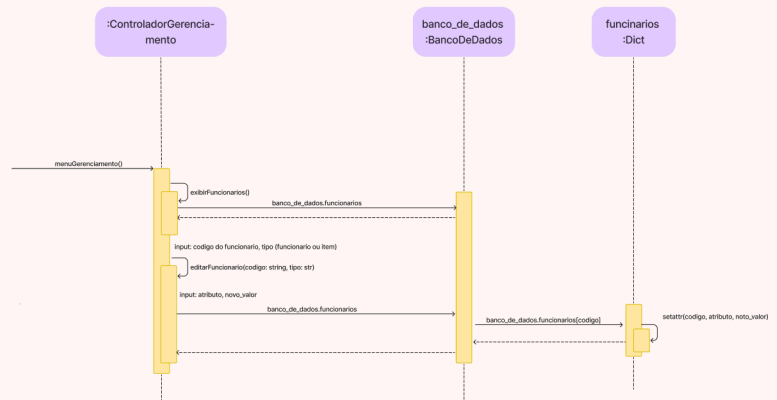 :ControladorGerencia-
mento
banco_de_dados
:BancoDeDados
funcinarios
:Dict
menuGerenciamento()
exibirFuncionarios()
banco_de_dados.funcionarios
input: codigo do funcionario, tipo (funcionario ou item)
editarFuncionario(codigo: string, tipo: str)
input: atributo, novo_valor
banco_de_dados.funcionarios
banco_de_dados.funcionarios[codigo]
setattr(codigo, atributo, noto_valor)